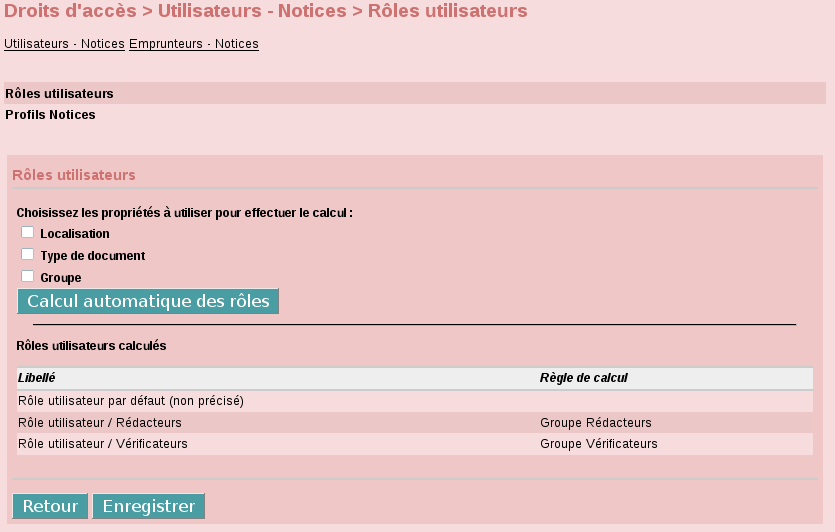 Droits d'accès > Utilisateurs - Notices > Rôles utilisateurs
Utilisateurs - Notices Emprunteurs - Notices
Rôles utilisateurs
Profils Notices
Rôles utilisateurs
Choisissez les propriétés à utiliser pour effectuer le calcul :
Localisation
Type de document
Groupe
Calcul automatique des rôles
Rôles utilisateurs calculés
Libellé Règle de calcul
Rôle utilisateur par défaut (non précisé)
Rôle utilisateur / Rédacteurs Groupe Rédacteurs
Rôle utilisateur / Vérificateurs Groupe Vérificateurs
Retour Enregistrer